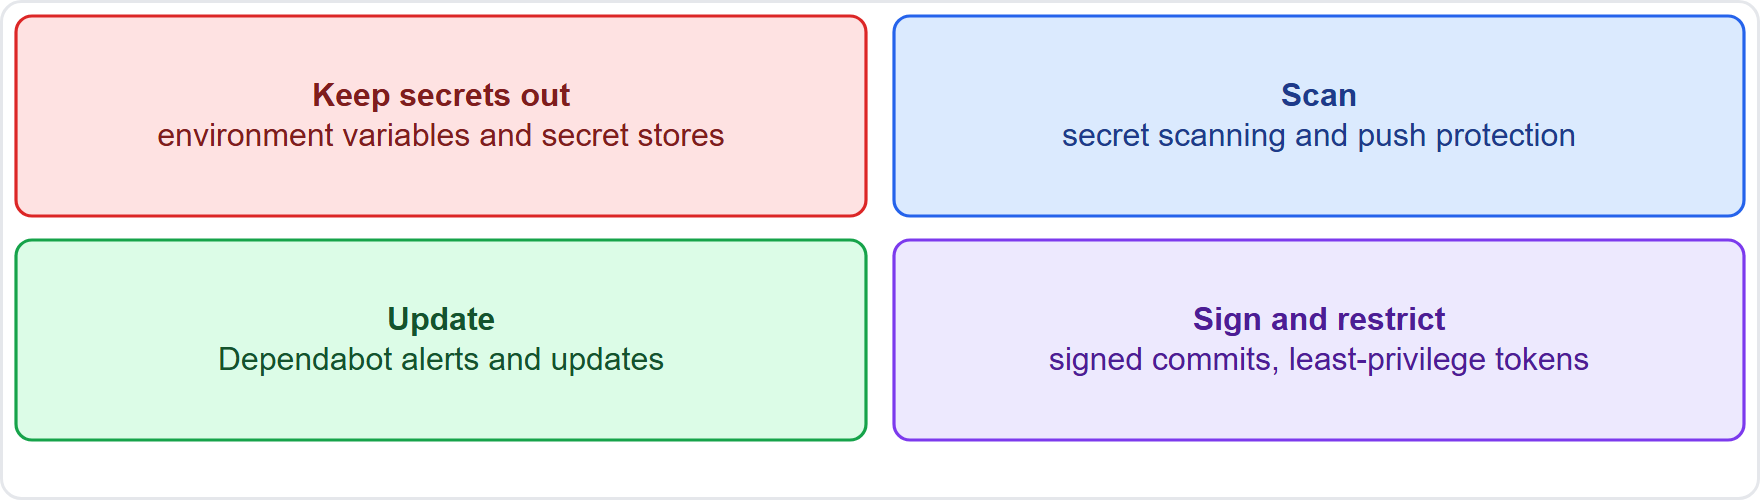 Keep secrets out
environment variables and secret stores
Scan
secret scanning and push protection
Update
Dependabot alerts and updates
Sign and restrict
signed commits, least-privilege tokens